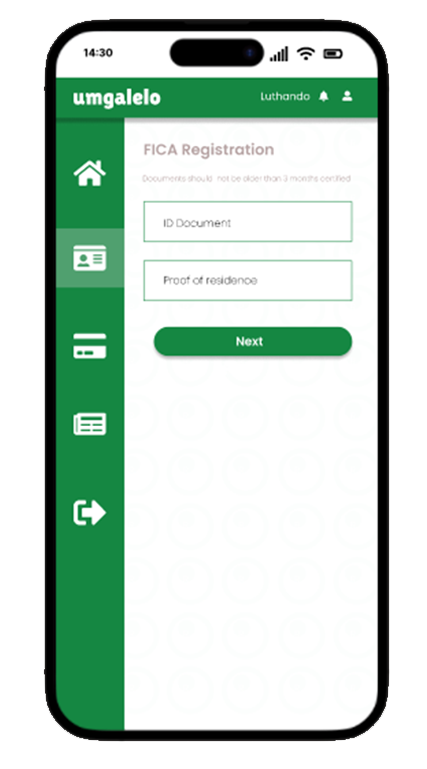 14:30
umgalelo
Luthando
FICA Registration
Documents should not be older than 3 months certified
ID Document
Proof of residence
Next